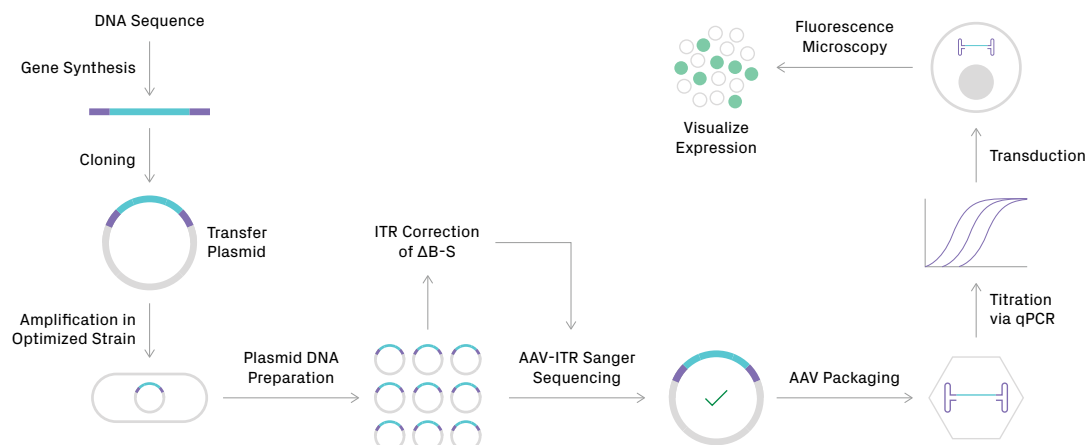 DNA Sequence
Gene Synthesis
Cloning
Transfer
Plasmid
Amplification in
Optimized Strain
Plasmid DNA
Preparation
ITR Correction
of ΔB-S
AAV-ITR Sanger
Sequencing
AAV Packaging
Titration
via qPCR
Transduction
Fluorescence
Microscopy
Visualize
Expression